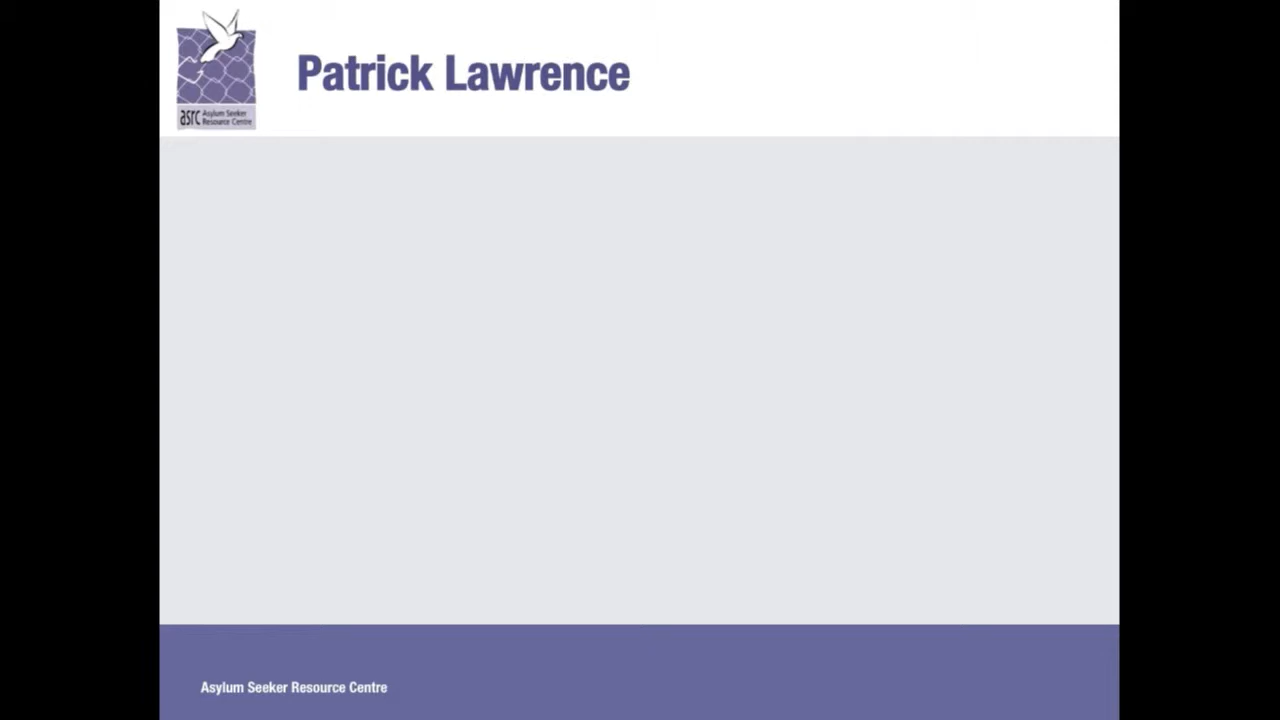 Patrick Lawrence
asrc Asylum Seeker
Resource Centre
Asylum Seeker Resource Centre